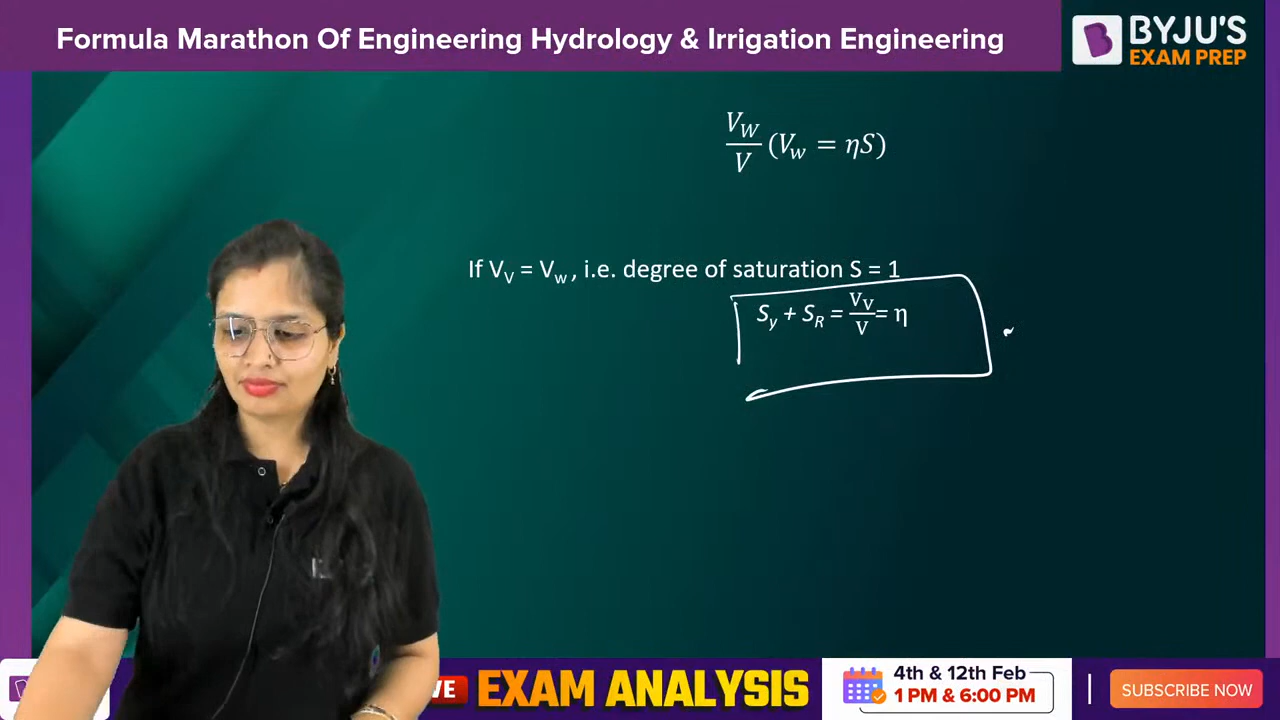 Formula Marathon Of Engineering Hydrology & Irrigation Engineering
BYJU'S
EXAM PREP
V_W/V (V_w = ηS)
If V_V = V_w, i.e. degree of saturation S = 1
S_y + S_R = V_V/V = η
EXAM ANALYSIS
4th & 12th Feb
1 PM & 6:00 PM
SUBSCRIBE NOW